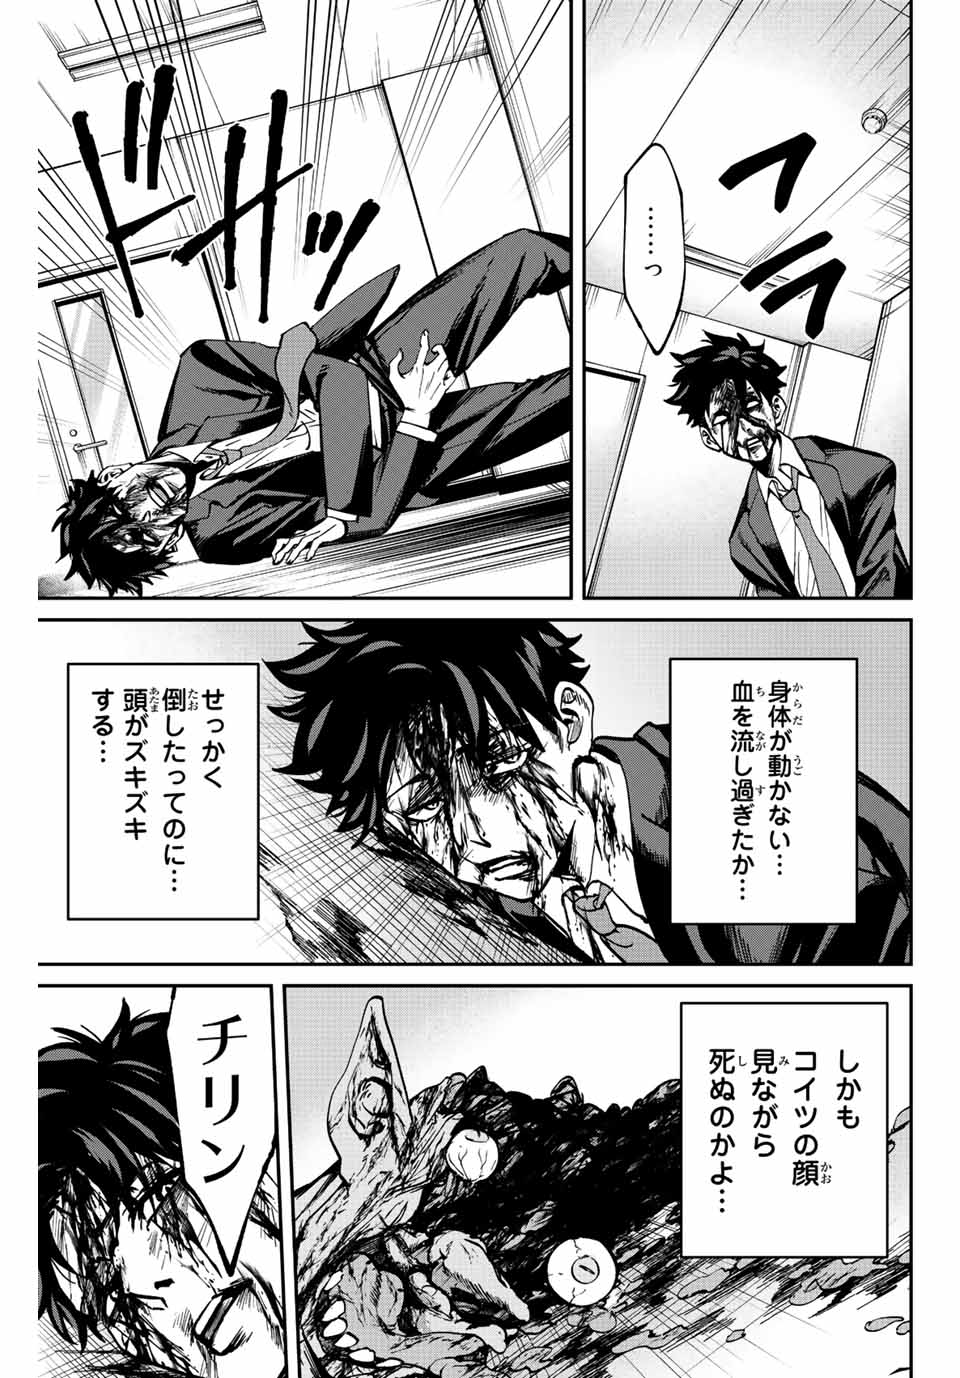 フラ
……っ
ドサッ
身体が動かない…
血を流し過ぎたか…
せっかく
倒したってのに…
頭がズキズキ
する…
しかも
コイツの顔
見ながら
死ぬのかよ…
チリン